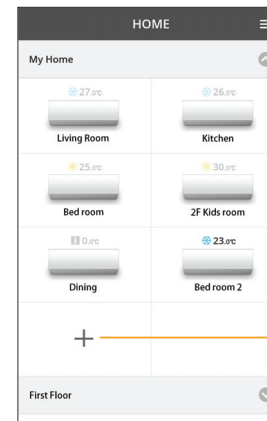 HOME
My Home
27.0°C 26.0°C
Living Room Kitchen
25.0°C 30.0°C
Bed room 2F Kids room
0.0°C 23.0°C
Dining Bed room 2
First Floor